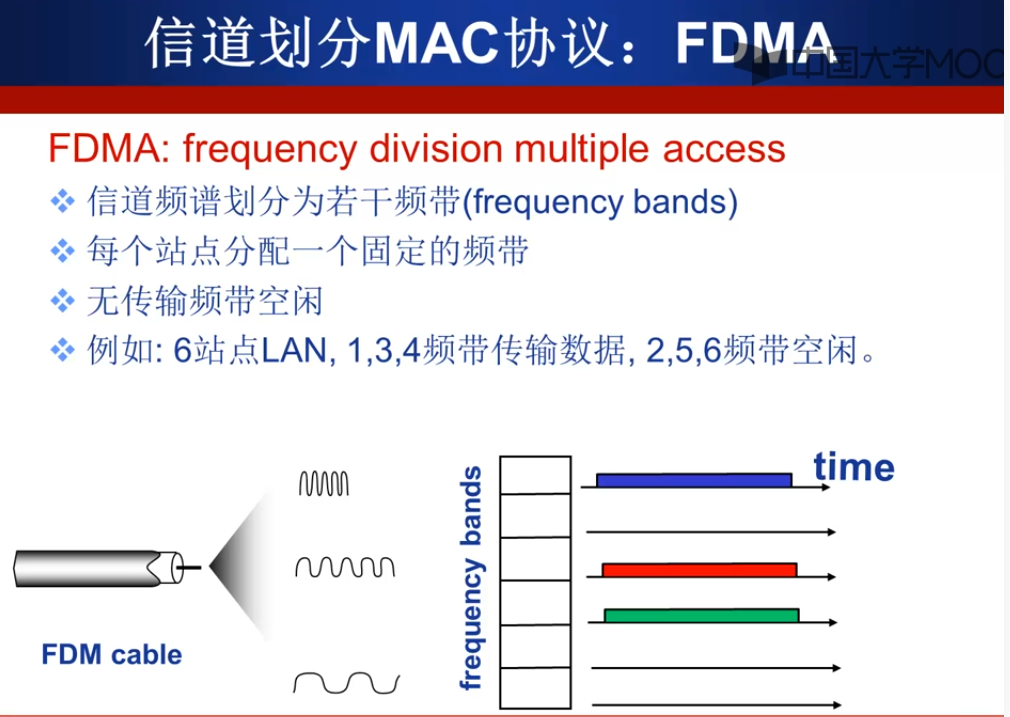 信道划分MAC协议：FDMA
中国大学MOOC
FDMA: frequency division multiple access
信道频谱划分为若干频带(frequency bands)
每个站点分配一个固定的频带
无传输频带空闲
例如: 6站点LAN, 1,3,4频带传输数据, 2,5,6频带空闲。
time
frequency bands
FDM cable